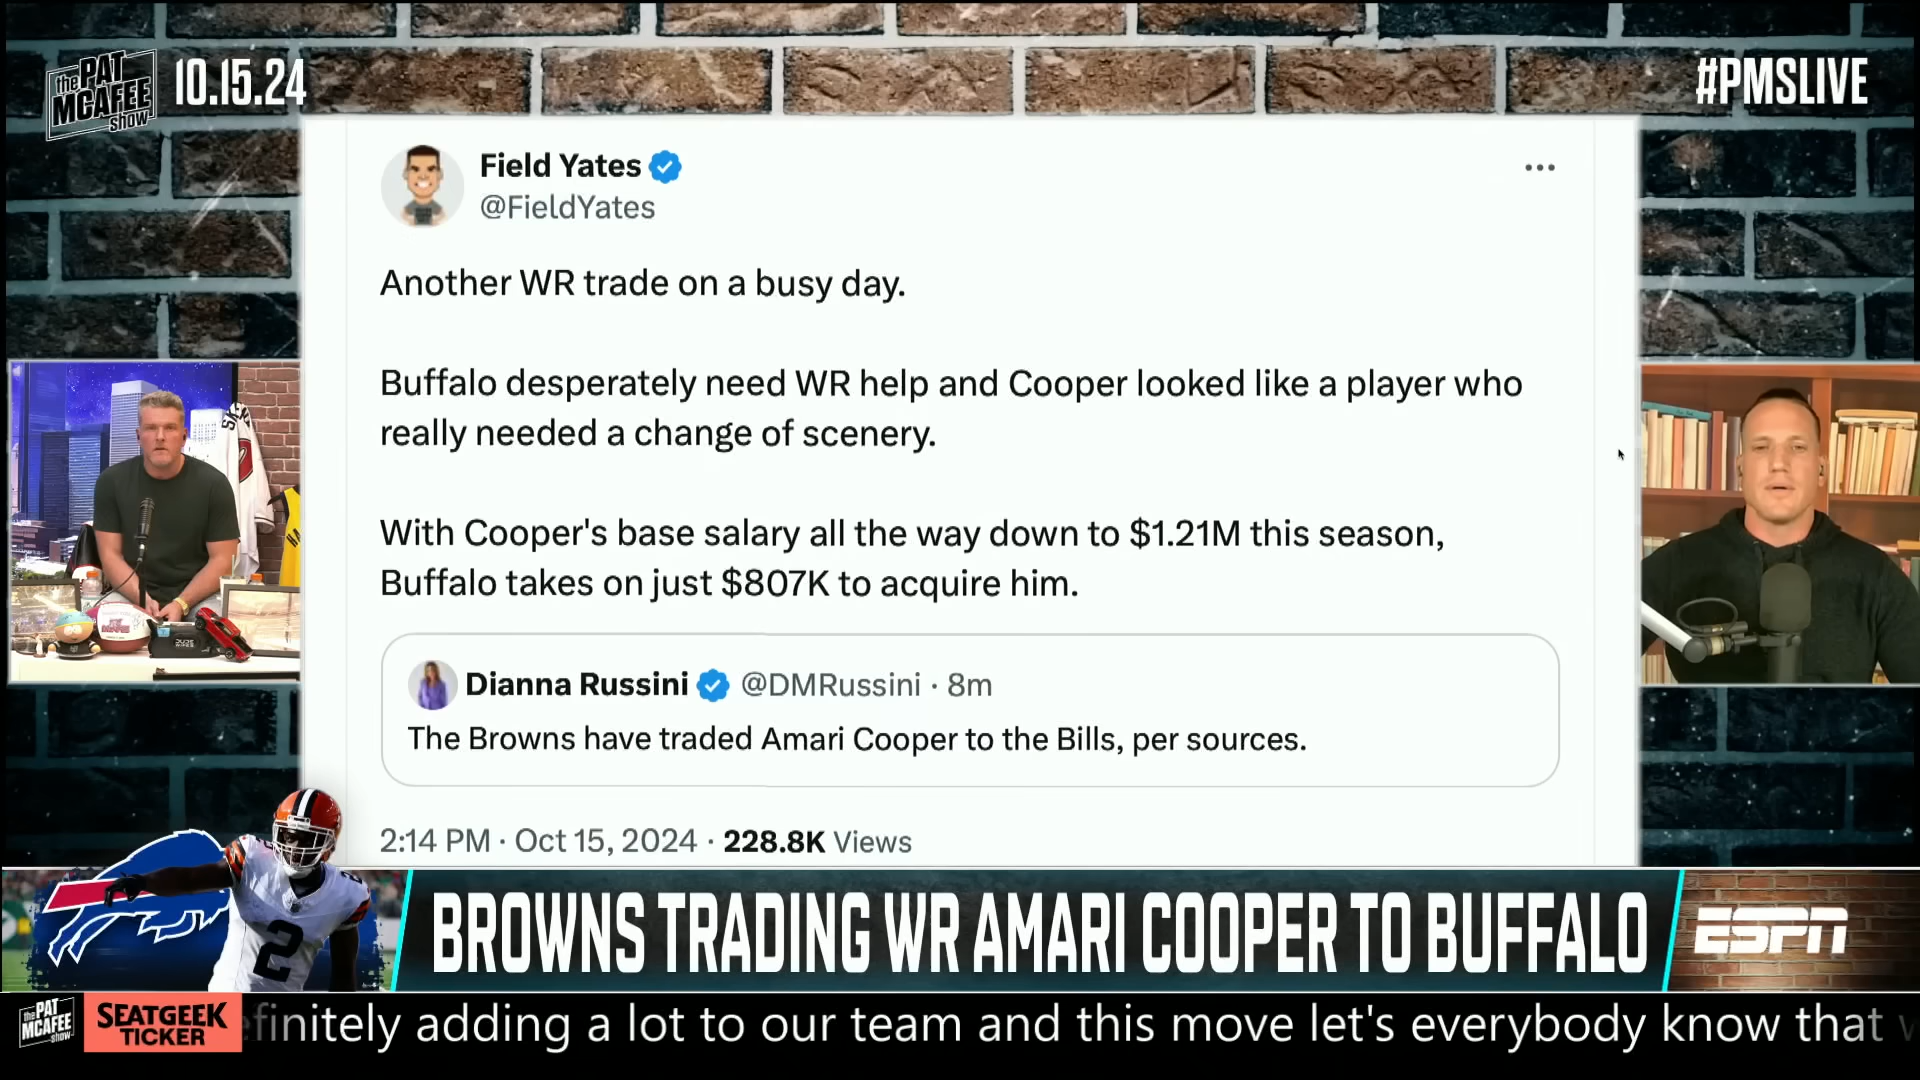 the PAT MCAFEE show
10.15.24
#PMSLIVE
Field Yates
@FieldYates
Another WR trade on a busy day.
Buffalo desperately need WR help and Cooper looked like a player who
really needed a change of scenery.
With Cooper's base salary all the way down to $1.21M this season,
Buffalo takes on just $807K to acquire him.
Dianna Russini @DMRussini · 8m
The Browns have traded Amari Cooper to the Bills, per sources.
2:14 PM · Oct 15, 2024 · 228.8K Views
2
BROWNS TRADING WR AMARI COOPER TO BUFFALO
ESPN
the PAT MCAFEE show
SEATGEEK
TICKER
finitely adding a lot to our team and this move let's everybody know that